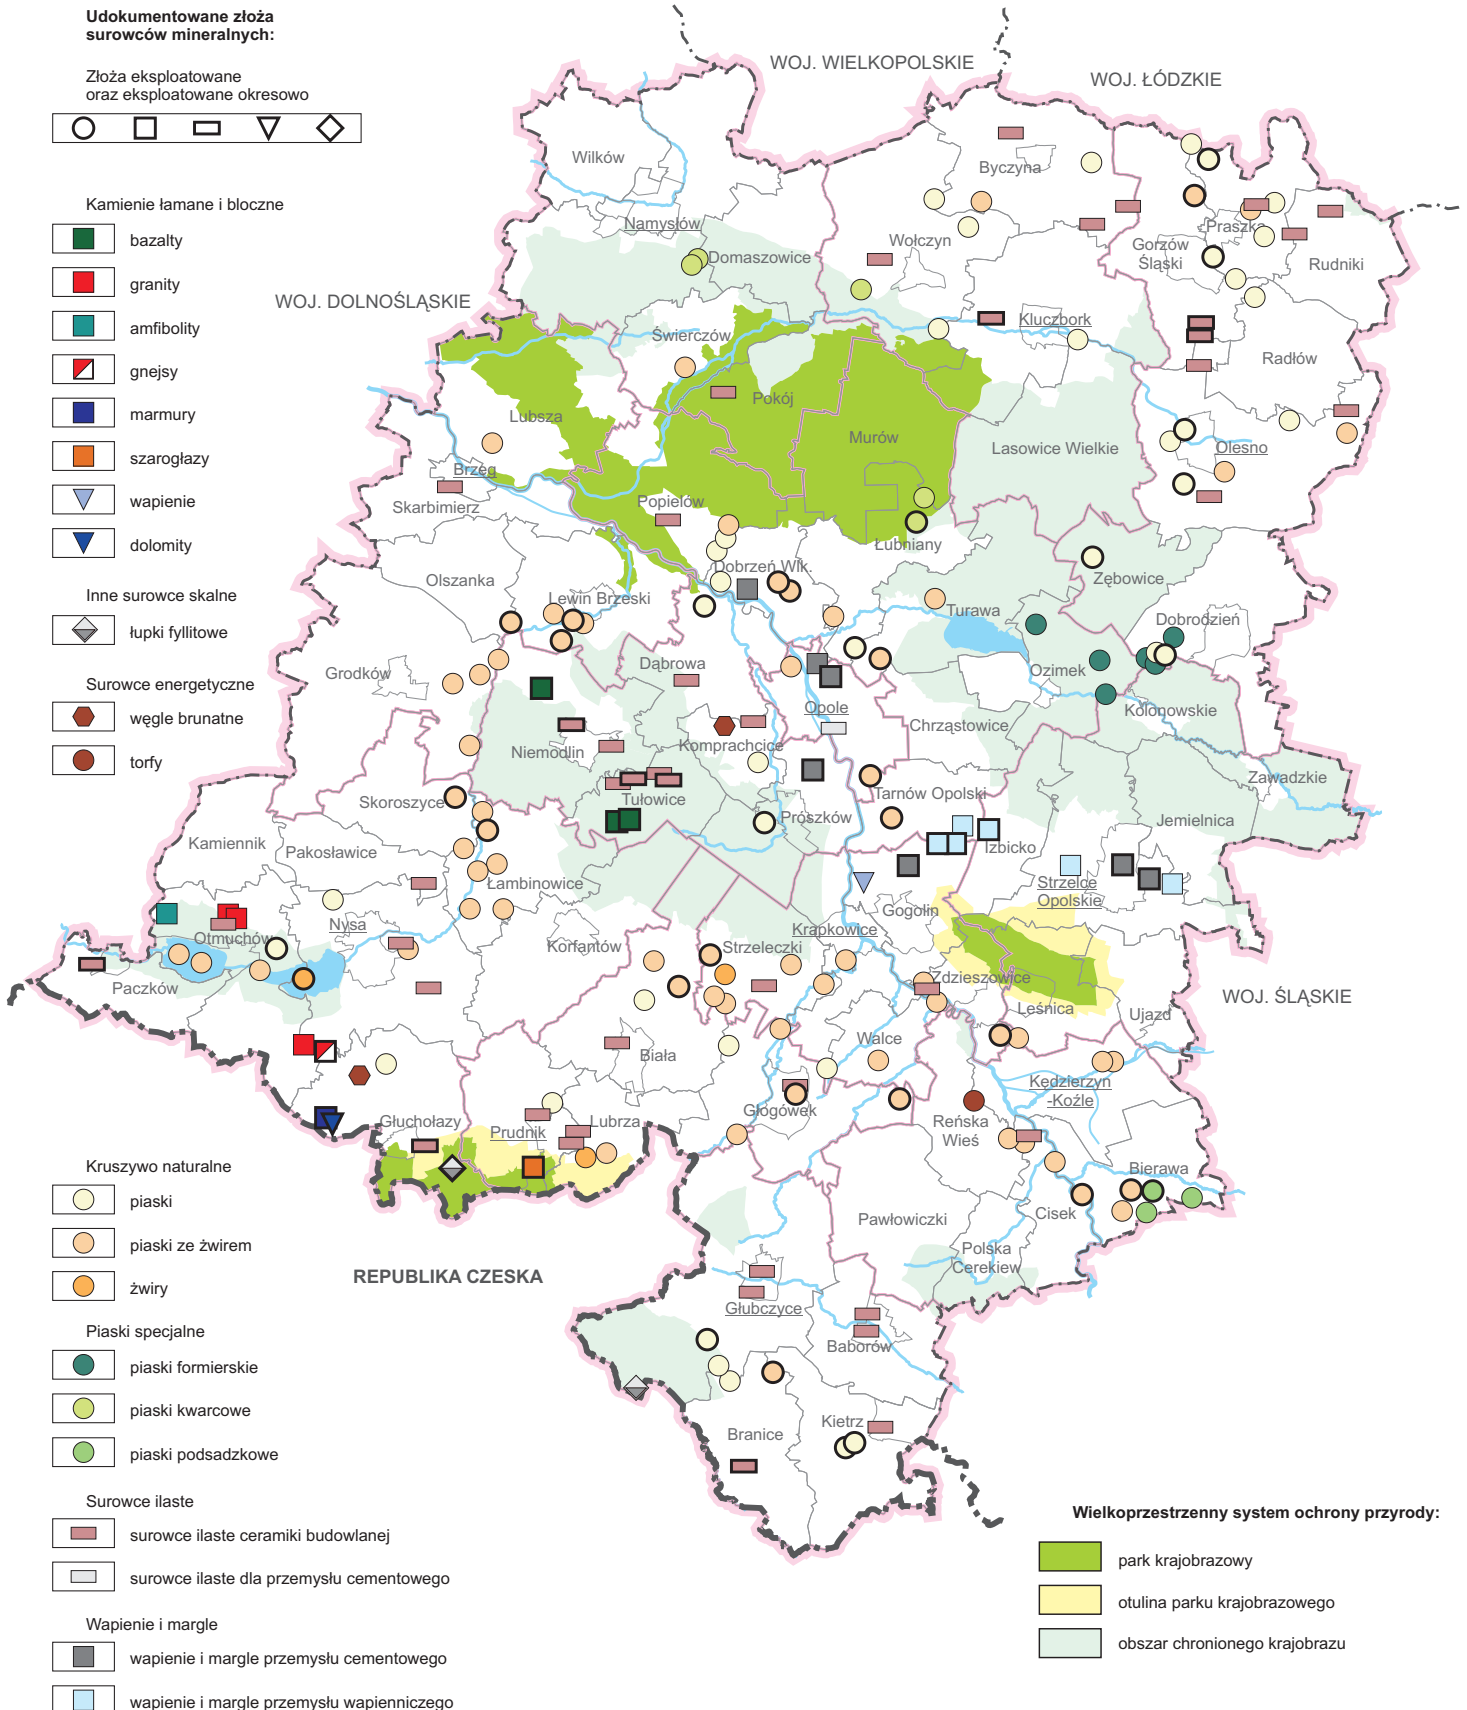 Udokumentowane złoża
surowców mineralnych:
Złoża eksploatowane
oraz eksploatowane okresowo
Kamienie łamane i bloczne
bazalty
granity
amfibolity
gnejsy
marmury
szarogłazy
wapienie
dolomity
Inne surowce skalne
łupki fyllitowe
Surowce energetyczne
węgle brunatne
torfy
Kruszywo naturalne
piaski
piaski ze żwirem
żwiry
Piaski specjalne
piaski formierskie
piaski kwarcowe
piaski podsadzkowe
Surowce ilaste
surowce ilaste ceramiki budowlanej
surowce ilaste dla przemysłu cementowego
Wapienie i margle
wapienie i margle przemysłu cementowego
wapienie i margle przemysłu wapienniczego
WOJ. WIELKOPOLSKIE
WOJ. ŁÓDZKIE
WOJ. DOLNOŚLĄSKIE
WOJ. ŚLĄSKIE
REPUBLIKA CZESKA
Wilków
Byczyna
Namysłów
Domaszowice
Wołczyn
Praszka
Gorzów
Śląski
Rudniki
Kluczbork
Świerczów
Radłów
Pokój
Lubsza
Murów
Lasowice Wielkie
Olesno
Brzeg
Skarbimierz
Popielów
Łubniany
Dobrzeń Wlk.
Zębowice
Olszanka
Lewin Brzeski
Turawa
Dobrodzień
Grodków
Dąbrowa
Ozimek
Opole
Kolonowskie
Chrząstowice
Niemodlin
Komprachcice
Zawadzkie
Tułowice
Skoroszyce
Tarnów Opolski
Prószków
Jemielnica
Kamiennik
Pakosławice
Izbicko
Łambinowice
Strzelce
Opolskie
Gogolin
Nysa
Otmuchów
Korfantów
Strzeleczki
Krapkowice
Paczków
Zdzieszowice
Leśnica
Ujazd
Biała
Walce
Kędzierzyn
-Koźle
Głogówek
Głuchołazy
Prudnik
Lubrza
Reńska
Wieś
Bierawa
Cisek
Pawłowiczki
Polska
Cerekiew
Głubczyce
Baborów
Branice
Kietrz
Wielkoprzestrzenny system ochrony przyrody:
park krajobrazowy
otulina parku krajobrazowego
obszar chronionego krajobrazu